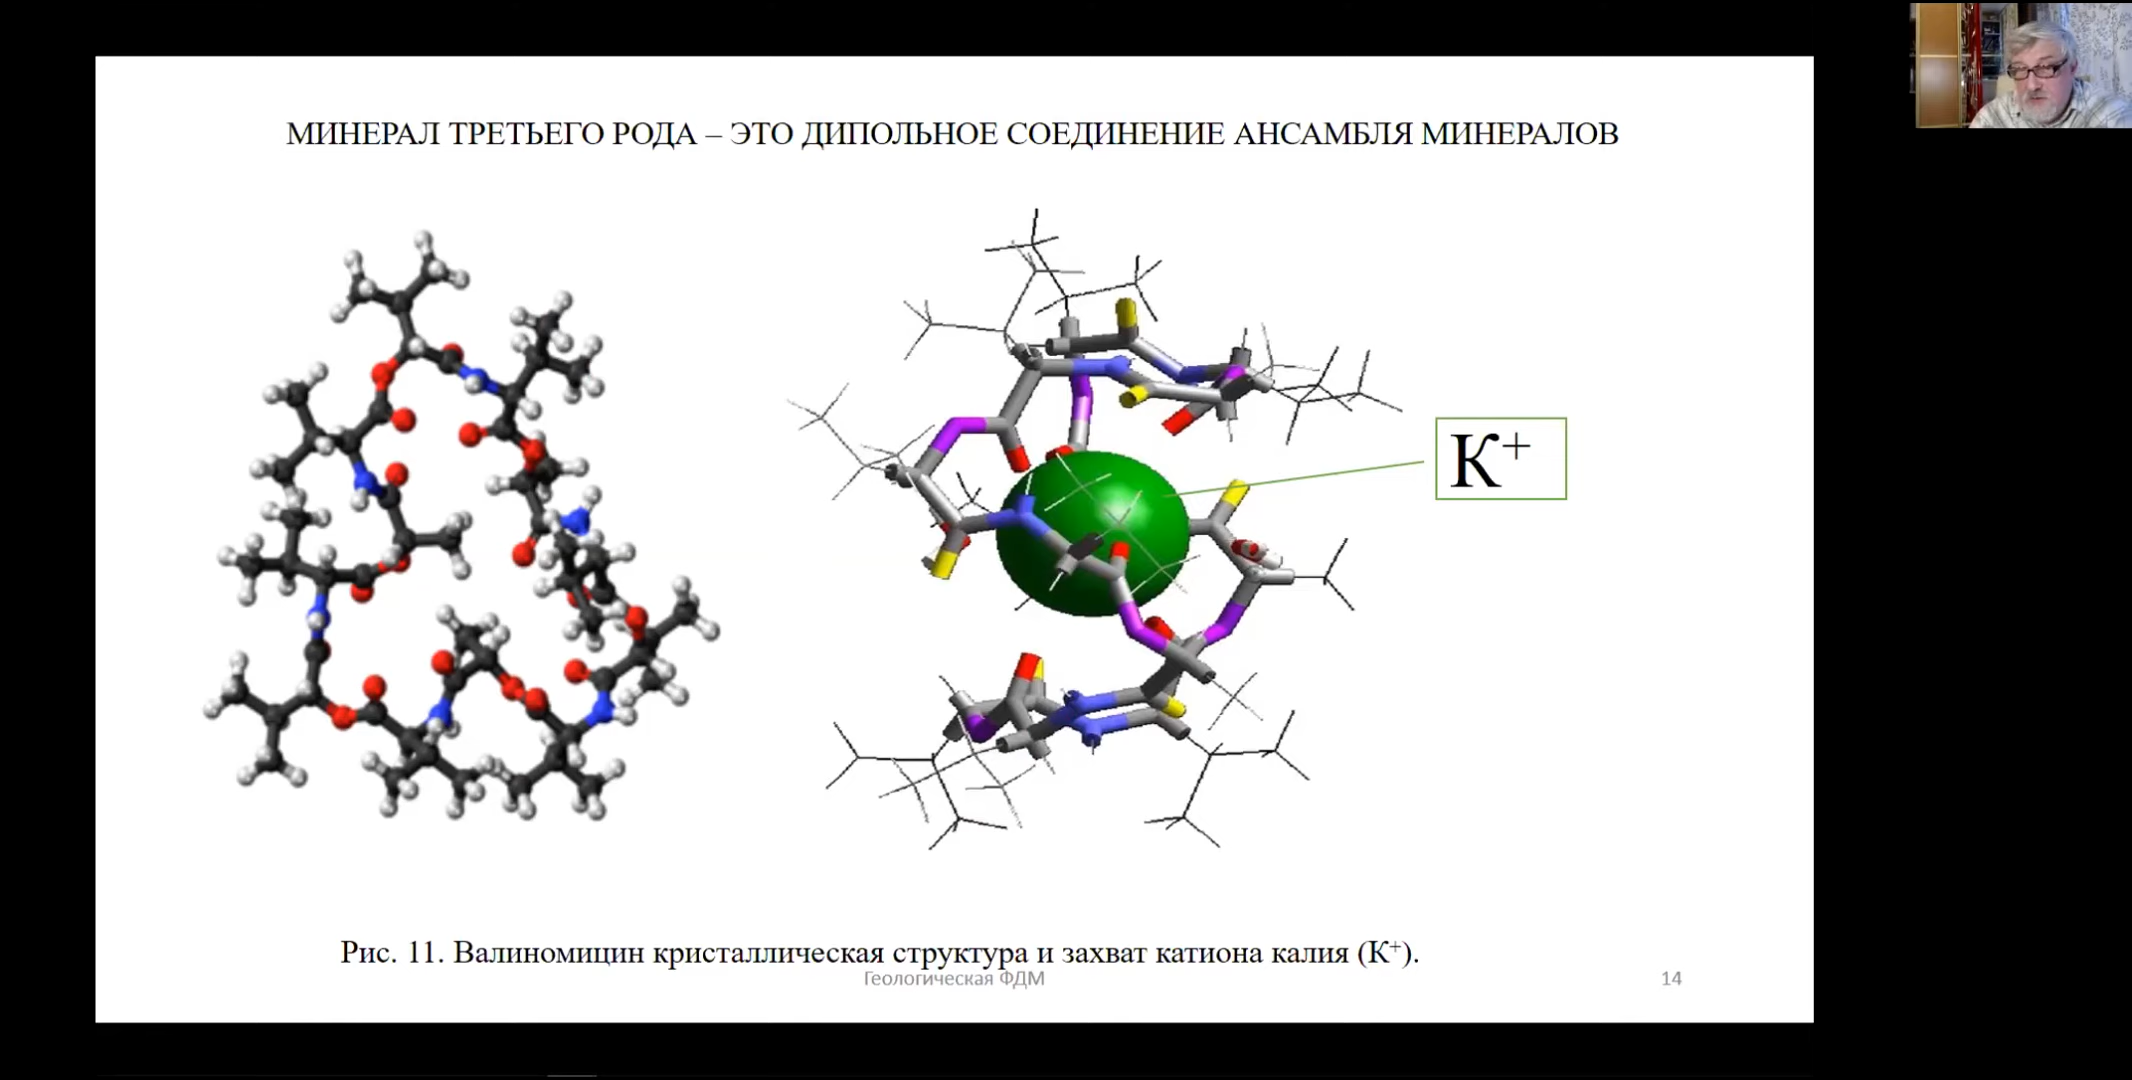 МИНЕРАЛ ТРЕТЬЕГО РОДА – ЭТО ДИПОЛЬНОЕ СОЕДИНЕНИЕ АНСАМБЛЯ МИНЕРАЛОВ
К⁺
Рис. 11. Валиномицин кристаллическая структура и захват катиона калия (К⁺).
Геологическая ФДМ
14